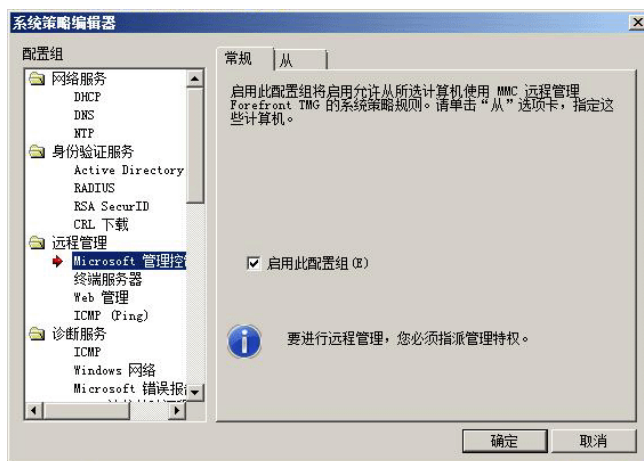 系统策略编辑器
配置组
网络服务
DHCP
DNS
NTP
身份验证服务
Active Directory
RADIUS
RSA SecurID
CRL 下载
远程管理
Microsoft 管理控
终端服务器
Web 管理
ICMP (Ping)
诊断服务
ICMP
Windows 网络
Microsoft 错误报
常规
从
启用此配置组将启用允许从所选计算机使用 MMC 远程管理
Forefront TMG 的系统策略规则。请单击“从”选项卡，指定这
些计算机。
启用此配置组(E)
要进行远程管理，您必须指派管理特权。
确定
取消